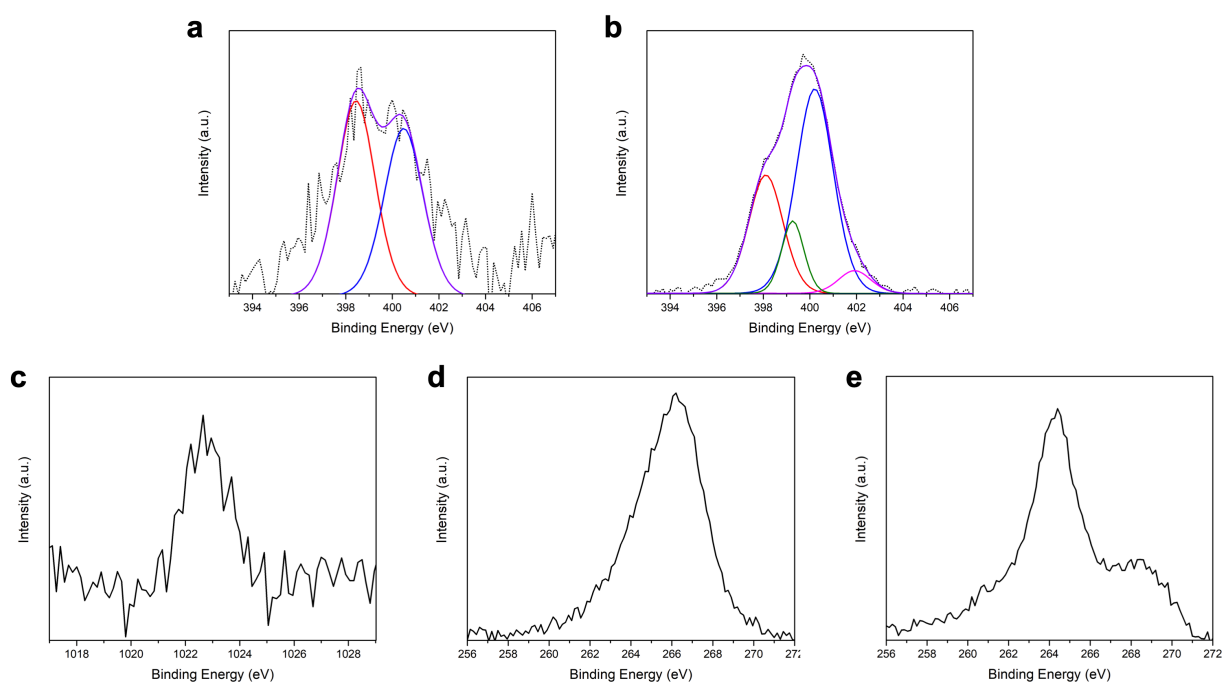 a
b
Intensity (a.u.)
394 396 398 400 402 404 406
Binding Energy (eV)
Intensity (a.u.)
394 396 398 400 402 404 406
Binding Energy (eV)
c
d
e
Intensity (a.u.)
1018 1020 1022 1024 1026 1028
Binding Energy (eV)
Intensity (a.u.)
256 258 260 262 264 266 268 270 272
Binding Energy (eV)
Intensity (a.u.)
256 258 260 262 264 266 268 270 272
Binding Energy (eV)